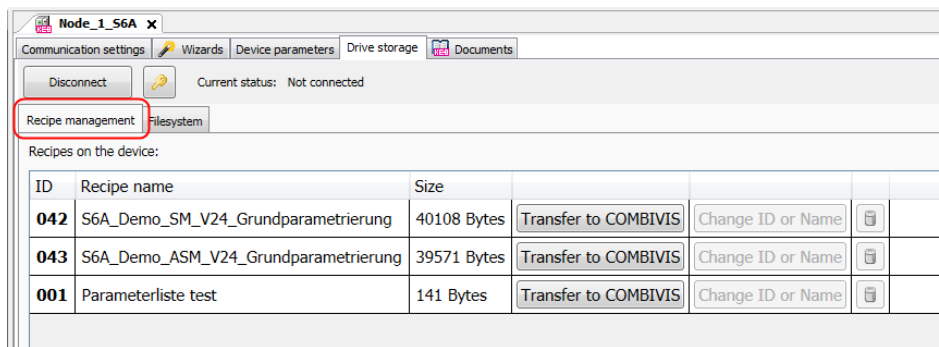 Node_1_S6A x
Communication settings Wizards Device parameters Drive storage KEB Documents
Disconnect Current status: Not connected
Recipe management Filesystem
Recipes on the device:
ID Recipe name Size
042 S6A_Demo_SM_V24_Grundparametrierung 40108 Bytes Transfer to COMBIVIS Change ID or Name
043 S6A_Demo_ASM_V24_Grundparametrierung 39571 Bytes Transfer to COMBIVIS Change ID or Name
001 Parameterliste test 141 Bytes Transfer to COMBIVIS Change ID or Name